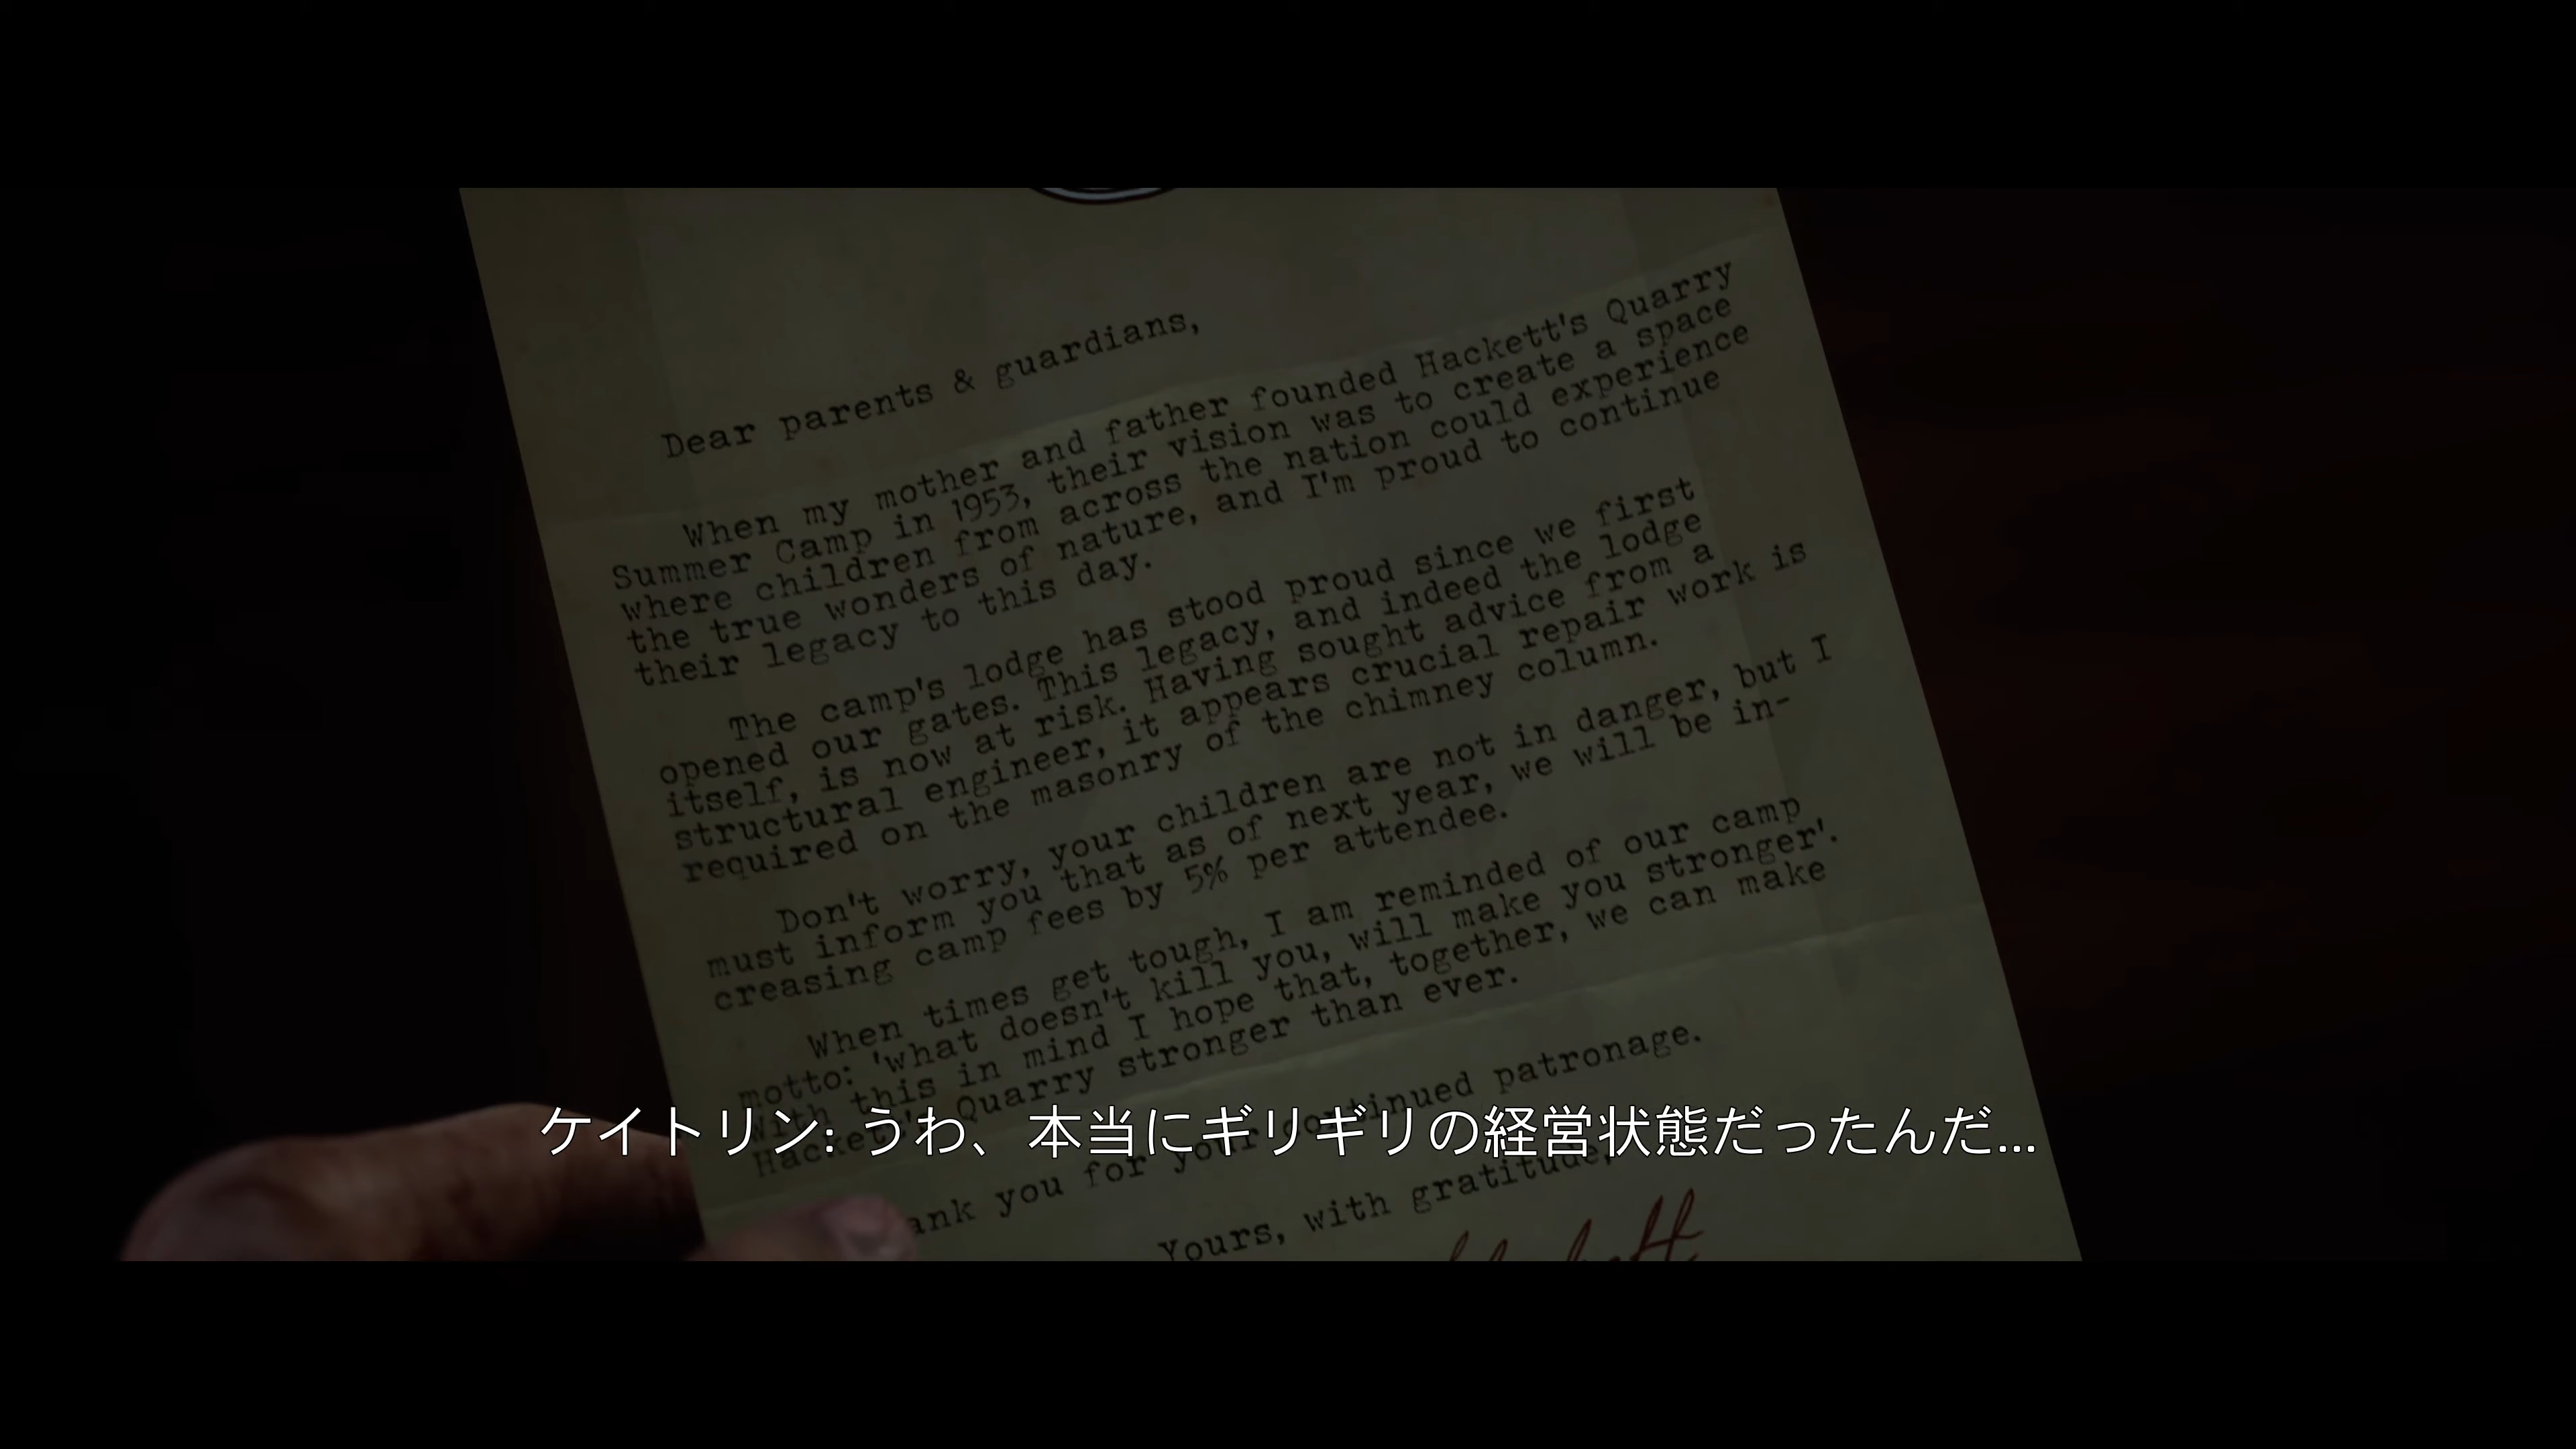 Dear parents & guardians,
When my mother and father founded Hackett's Quarry
Summer Camp in 1953, their vision was to create a space
where children from across the nation could experience
the true wonders of nature, and I'm proud to continue
their legacy to this day.
The camp's lodge has stood proud since we first
opened our gates. This legacy, and indeed the lodge
itself, is now at risk. Having sought advice from a
structural engineer, it appears crucial repair work is
required on the masonry of the chimney column.
Don't worry, your children are not in danger, but I
must inform you that as of next year, we will be in-
creasing camp fees by 5% per attendee.
When times get tough, I am reminded of our camp
motto: 'what doesn't kill you, will make you stronger'.
With this in mind I hope that, together, we can make
Hackett's Quarry stronger than ever.
ank you for your continued patronage.
Yours, with gratitude,
ケイトリン: うわ、本当にギリギリの経営状態だったんだ...